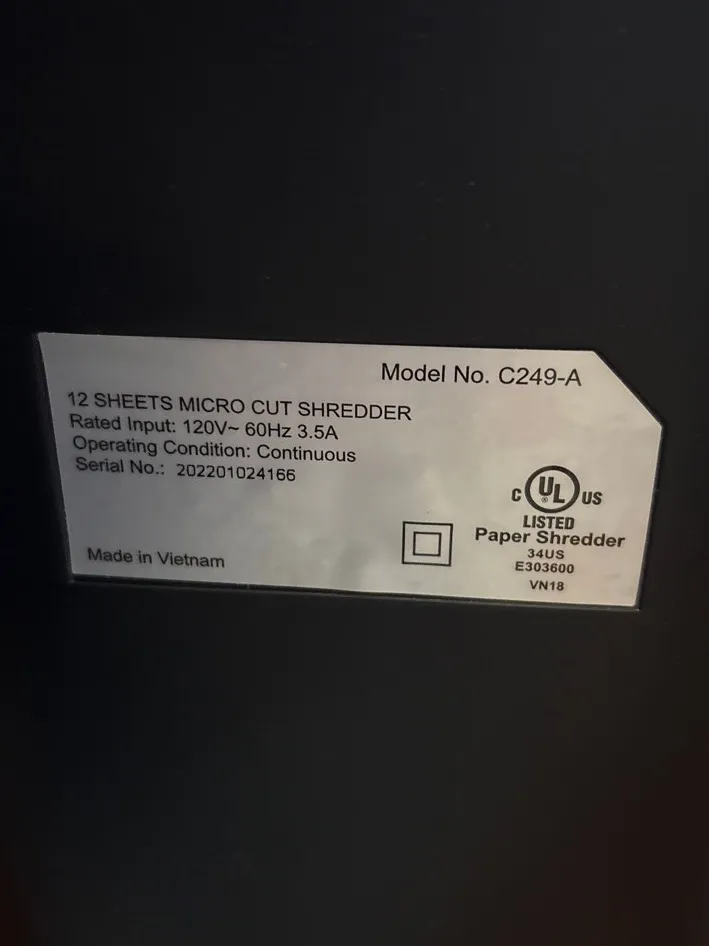 Model No. C249-A
12 SHEETS MICRO CUT SHREDDER
Rated Input: 120V~ 60Hz 3.5A
Operating Condition: Continuous
Serial No.: 202201024166
C UL ® US
LISTED
Paper Shredder
34US
E303600
VN18
Made in Vietnam